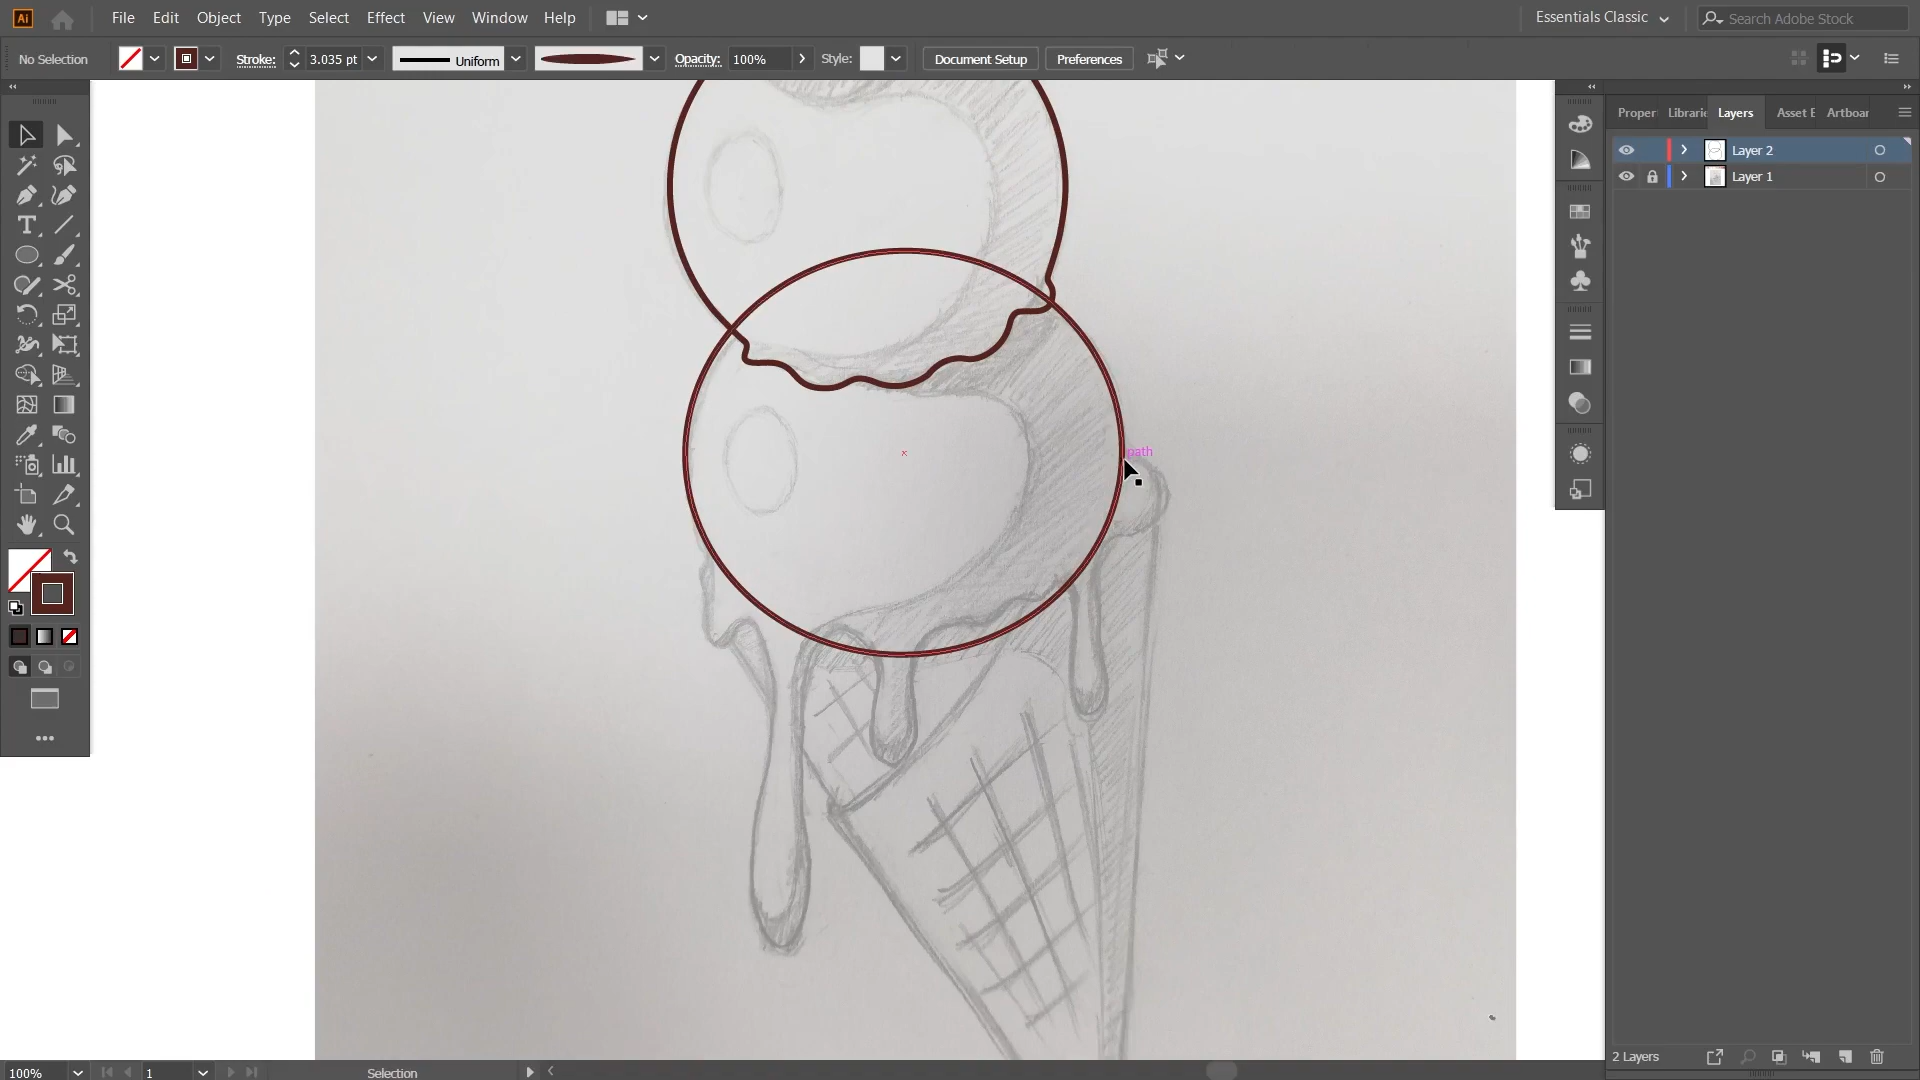 Ai File Edit Object Type Select Effect View Window Help Essentials Classic Search Adobe Stock
No Selection Stroke: 3.035 pt Uniform Opacity: 100% Style: Document Setup Preferences
Proper Librarie Layers Asset E Artboar
Layer 2
Layer 1
path
2 Layers
100% 1 Selection